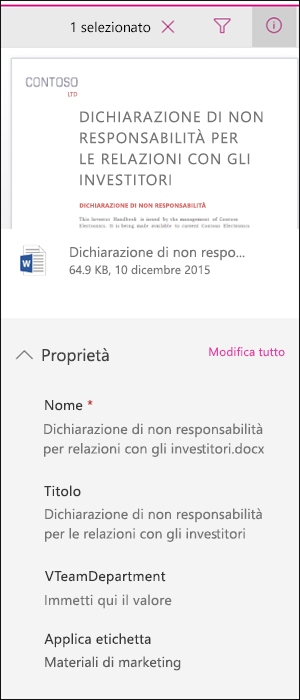 1 selezionato
CONTOSO
LTD
DICHIARAZIONE DI NON
RESPONSABILITÀ PER
LE RELAZIONI CON GLI
INVESTITORI
DICHIARAZIONE DI NON RESPONSABILITÀ
This Investor Handbook is issued by the management of Contoso
Electronics. It is being made available to current Contoso Electronics
Dichiarazione di non respo...
64.9 KB, 10 dicembre 2015
Proprietà
Modifica tutto
Nome *
Dichiarazione di non responsabilità
per relazioni con gli investitori.docx
Titolo
Dichiarazione di non responsabilità
per le relazioni con gli investitori
VTeamDepartment
Immetti qui il valore
Applica etichetta
Materiali di marketing